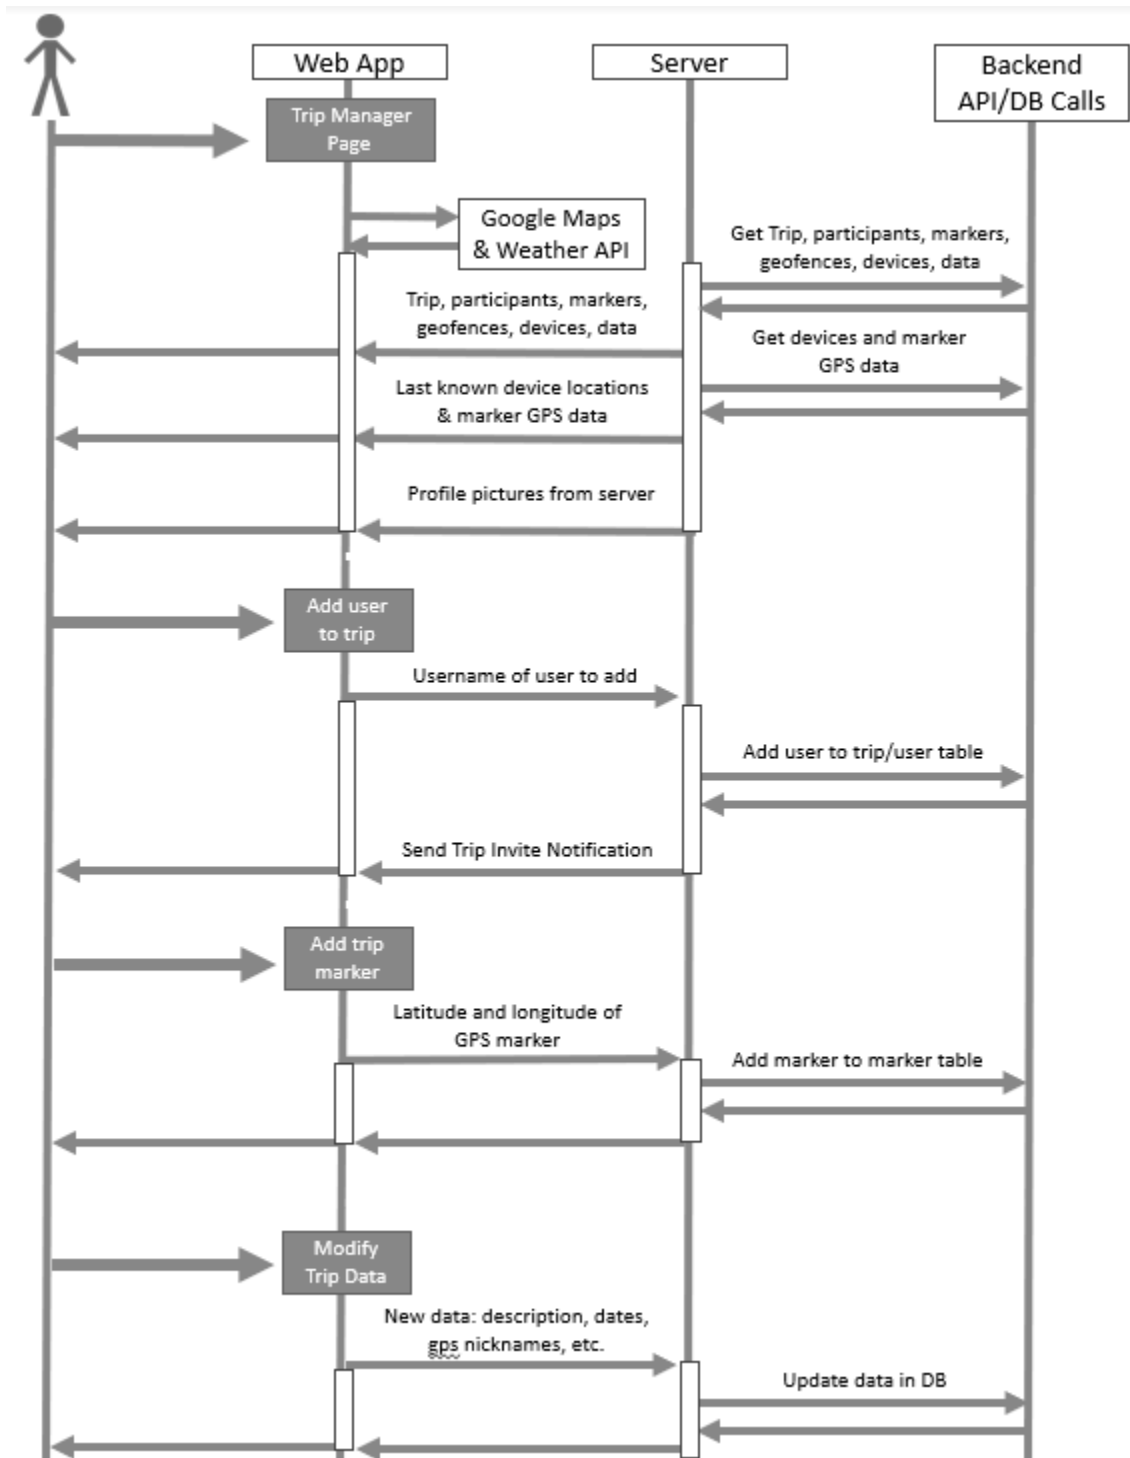 Web App
Server
Backend
API/DB Calls
Trip Manager
Page
Google Maps
& Weather API
Get Trip, participants, markers,
geofences, devices, data
Trip, participants, markers,
geofences, devices, data
Get devices and marker
GPS data
Last known device locations
& marker GPS data
Profile pictures from server
Add user
to trip
Username of user to add
Add user to trip/user table
Send Trip Invite Notification
Add trip
marker
Latitude and longitude of
GPS marker
Add marker to marker table
Modify
Trip Data
New data: description, dates,
gps nicknames, etc.
Update data in DB